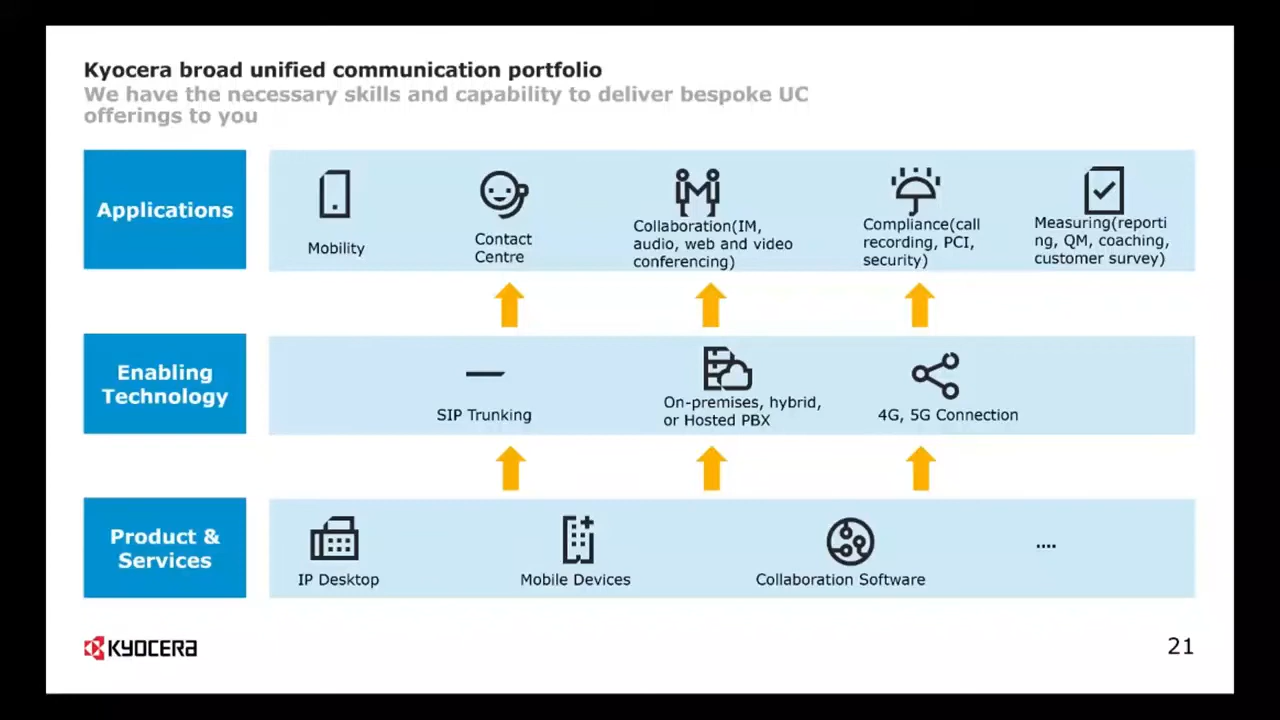 Kyocera broad unified communication portfolio
We have the necessary skills and capability to deliver bespoke UC
offerings to you
Applications
Mobility
Contact
Centre
Collaboration(IM,
audio, web and video
conferencing)
Compliance(call
recording, PCI,
security)
Measuring(reporti
ng, QM, coaching,
customer survey)
Enabling
Technology
SIP Trunking
On-premises, hybrid,
or Hosted PBX
4G, 5G Connection
Product &
Services
IP Desktop
Mobile Devices
Collaboration Software
....
KYOCERA
21